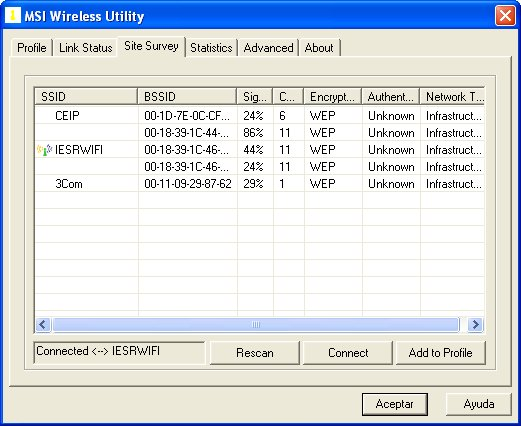 MSI Wireless Utility
Profile Link Status Site Survey Statistics Advanced About
SSID BSSID Sig... C... Encrypt... Authent... Network T...
CEIP 00-1D-7E-0C-CF... 24% 6 WEP Unknown Infrastruct...
00-18-39-1C-44-... 86% 11 WEP Unknown Infrastruct...
IESRWIFI 00-18-39-1C-46-... 44% 11 WEP Unknown Infrastruct...
00-18-39-1C-46-... 24% 11 WEP Unknown Infrastruct...
3Com 00-11-09-29-87-62 29% 1 WEP Unknown Infrastruct...
Connected <--> IESRWIFI Rescan Connect Add to Profile
Aceptar Ayuda